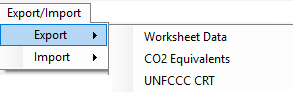 Export/Import
Export
Import
Worksheet Data
CO2 Equivalents
UNFCCC CRT